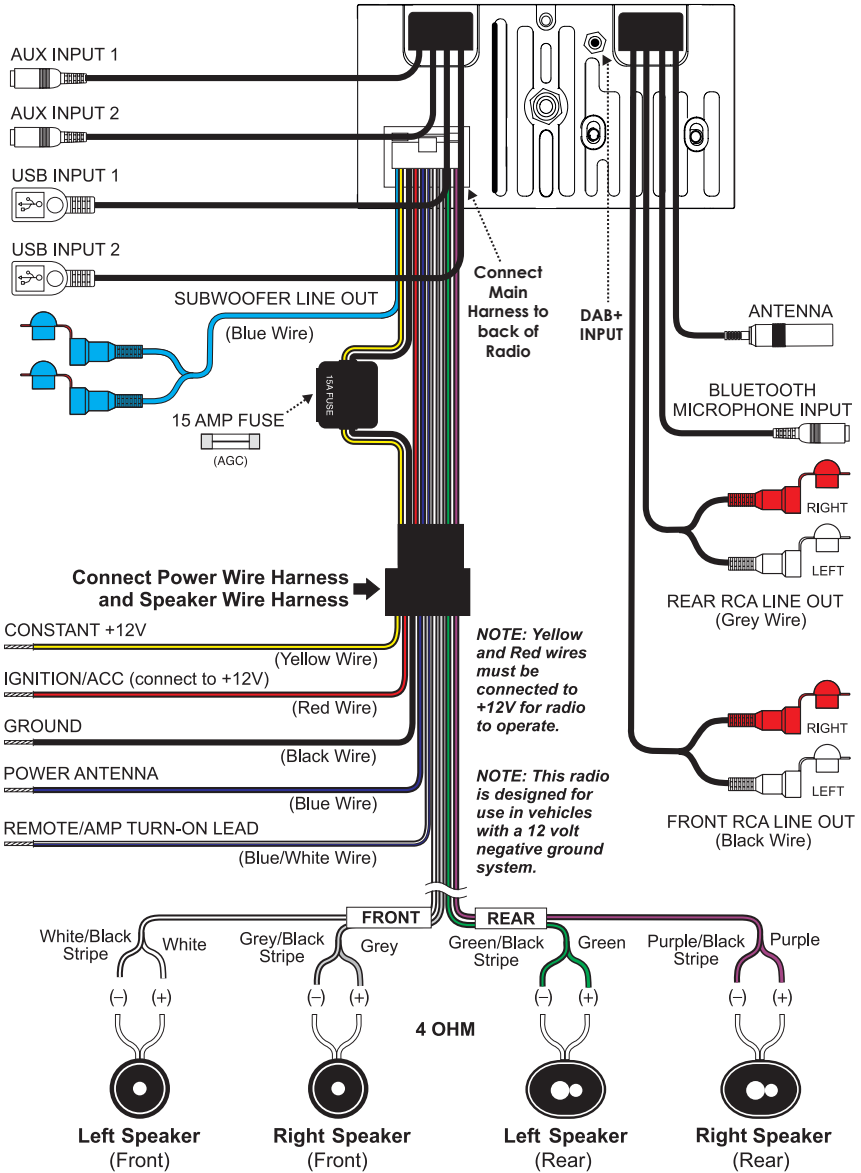 AUX INPUT 1
AUX INPUT 2
USB INPUT 1
USB INPUT 2
SUBWOOFER LINE OUT
(Blue Wire)
Connect
Main
Harness to
back of
Radio
DAB+
INPUT
ANTENNA
BLUETOOTH
MICROPHONE INPUT
15A FUSE
15 AMP FUSE
(AGC)
RIGHT
LEFT
REAR RCA LINE OUT
(Grey Wire)
Connect Power Wire Harness
and Speaker Wire Harness
CONSTANT +12V
(Yellow Wire)
IGNITION/ACC (connect to +12V)
(Red Wire)
GROUND
(Black Wire)
POWER ANTENNA
(Blue Wire)
REMOTE/AMP TURN-ON LEAD
(Blue/White Wire)
NOTE: Yellow
and Red wires
must be
connected to
+12V for radio
to operate.
NOTE: This radio
is designed for
use in vehicles
with a 12 volt
negative ground
system.
RIGHT
LEFT
FRONT RCA LINE OUT
(Black Wire)
FRONT
REAR
White/Black
Stripe
White
Grey/Black
Stripe
Grey
Green/Black
Stripe
Green
Purple/Black
Stripe
Purple
(–) (+)
(–) (+)
(–) (+)
(–) (+)
4 OHM
Left Speaker
(Front)
Right Speaker
(Front)
Left Speaker
(Rear)
Right Speaker
(Rear)